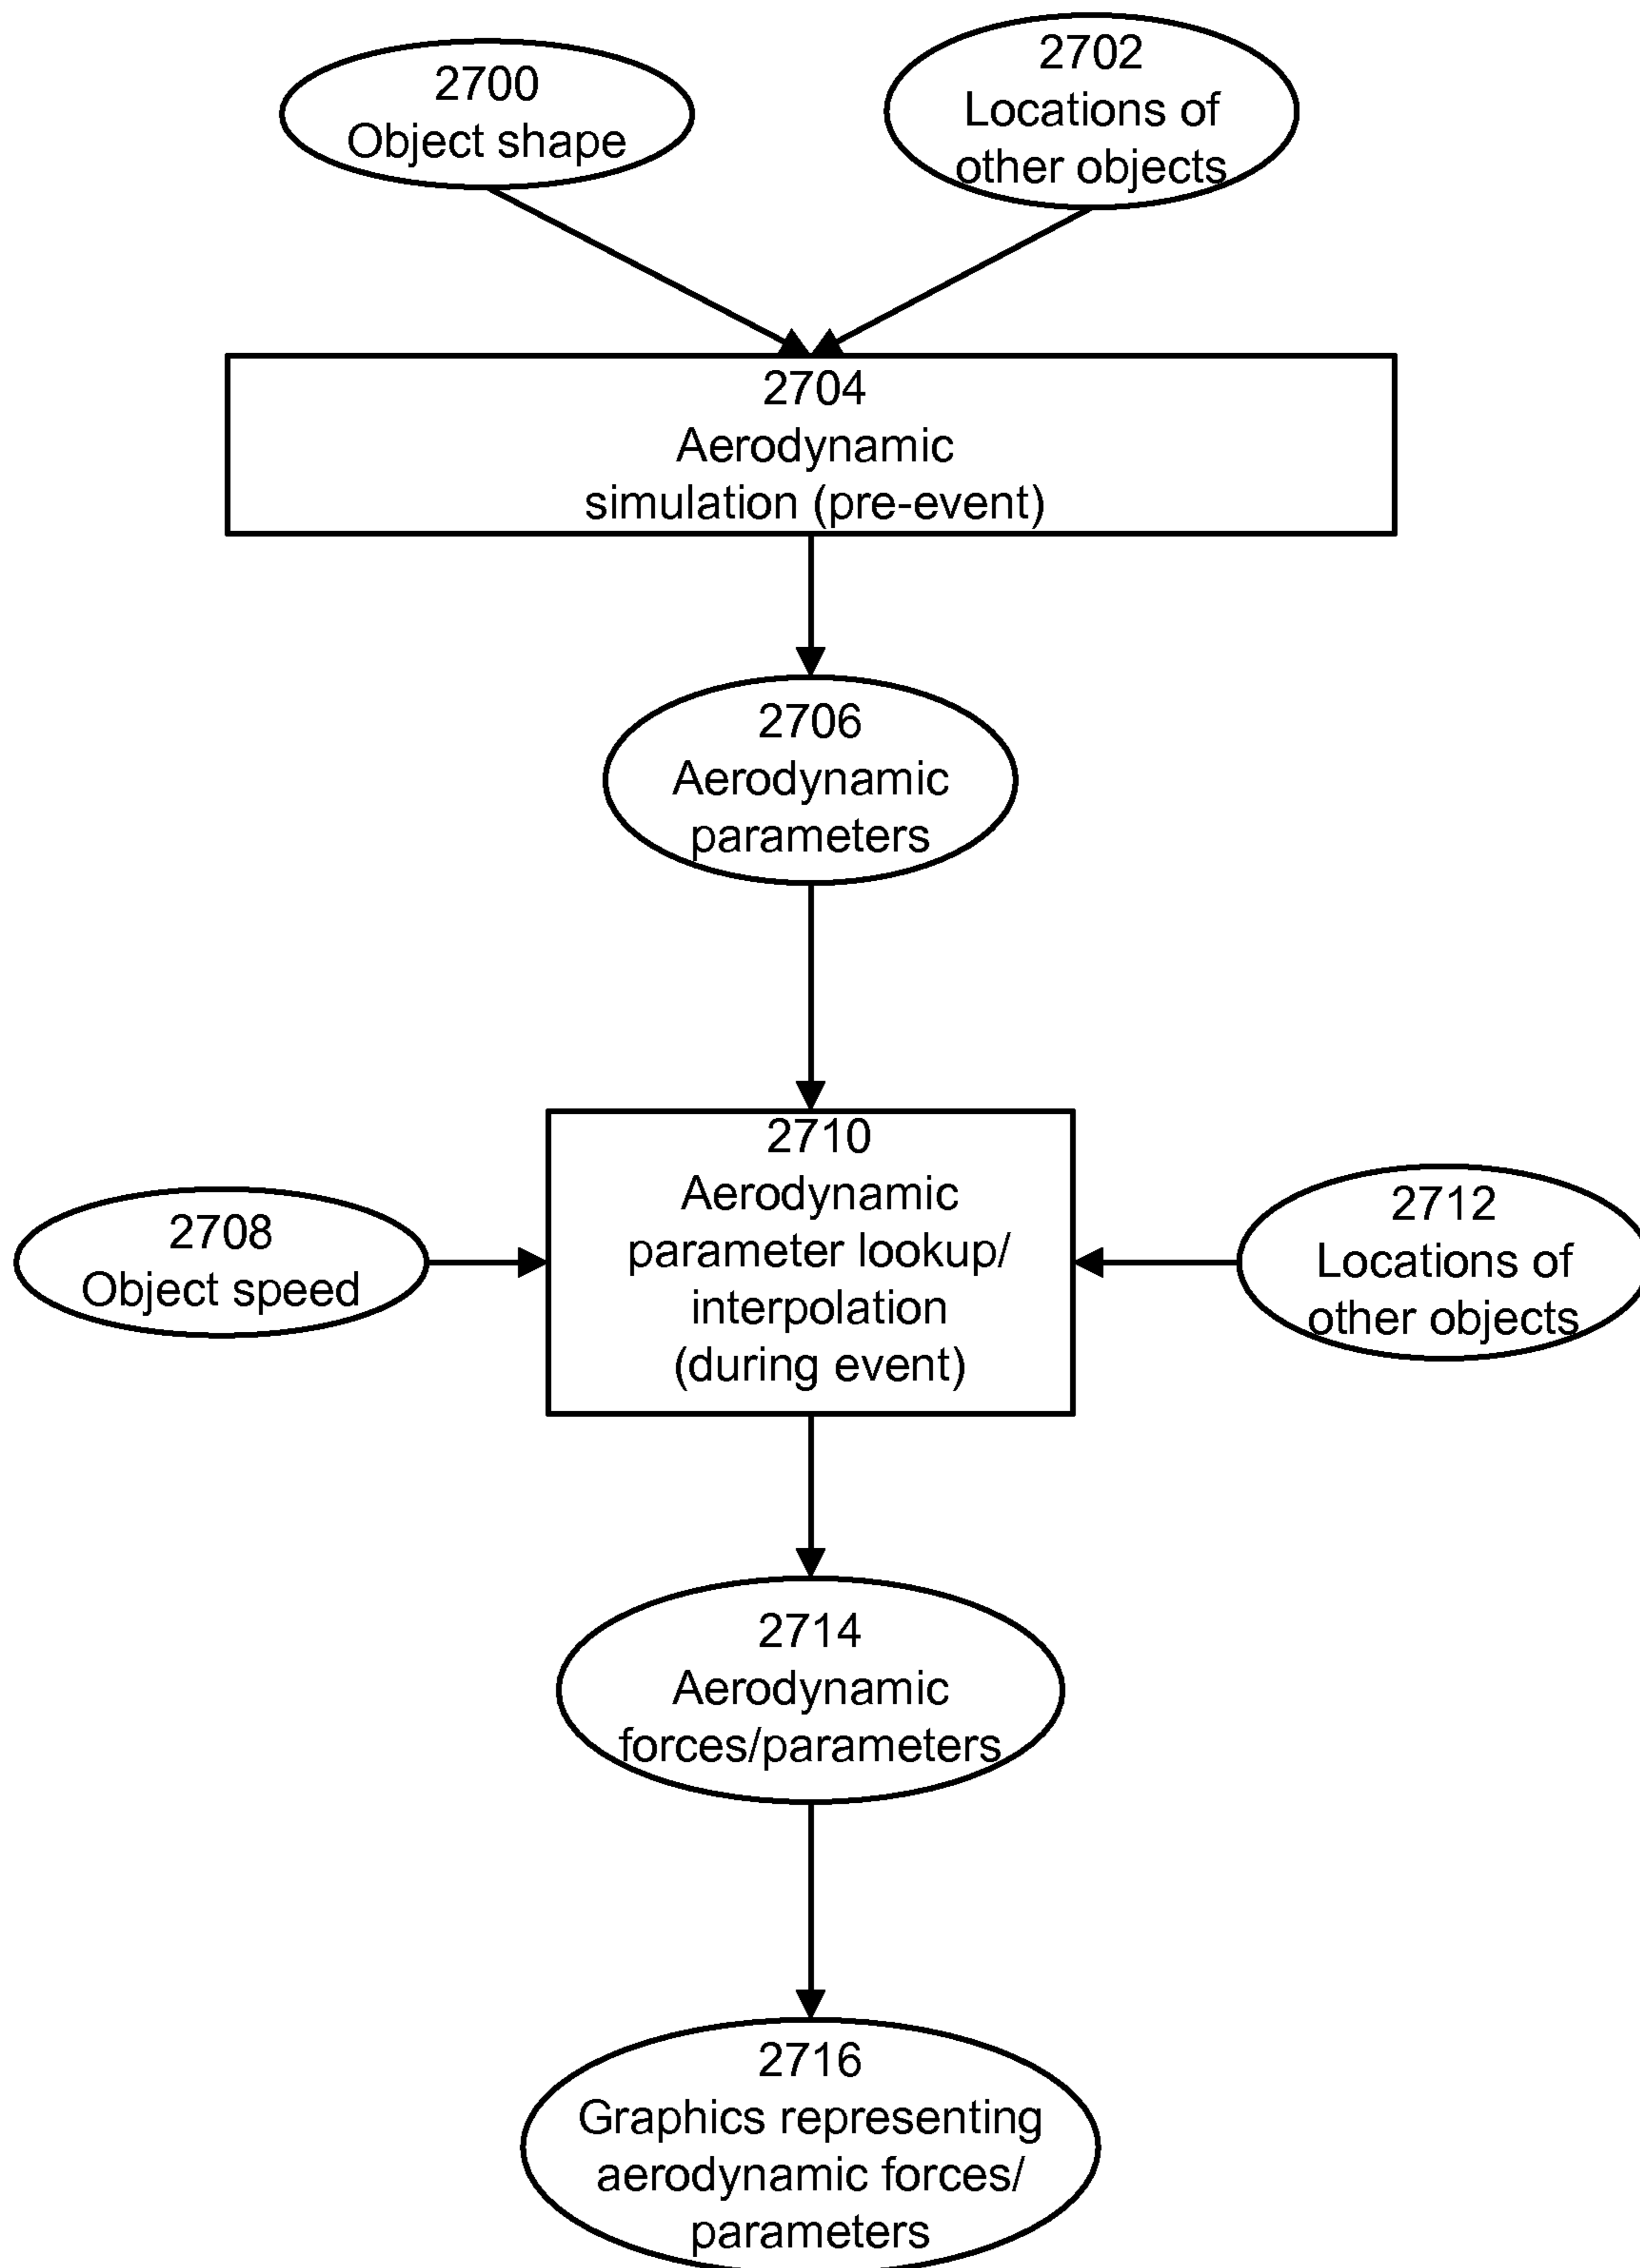 2700
Object shape
2702
Locations of
other objects
2704
Aerodynamic
simulation (pre-event)
2706
Aerodynamic
parameters
2708
Object speed
2710
Aerodynamic
parameter lookup/
interpolation
(during event)
2712
Locations of
other objects
2714
Aerodynamic
forces/parameters
2716
Graphics representing
aerodynamic forces/
parameters